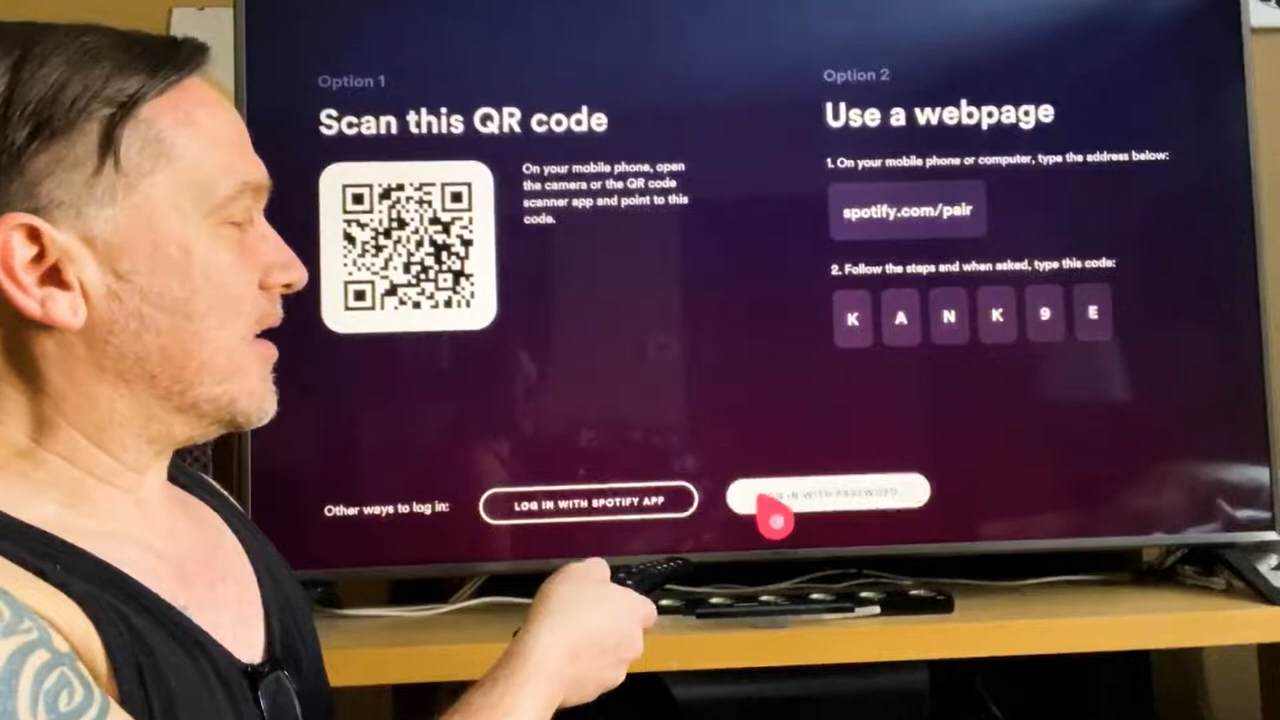 Option 1
Scan this QR code
On your mobile phone, open
the camera or the QR code
scanner app and point to this
code.
Option 2
Use a webpage
1. On your mobile phone or computer, type the address below:
spotify.com/pair
2. Follow the steps and when asked, type this code:
K A N K 9 E
Other ways to log in:
LOG IN WITH SPOTIFY APP
IN WITH PASSWORD